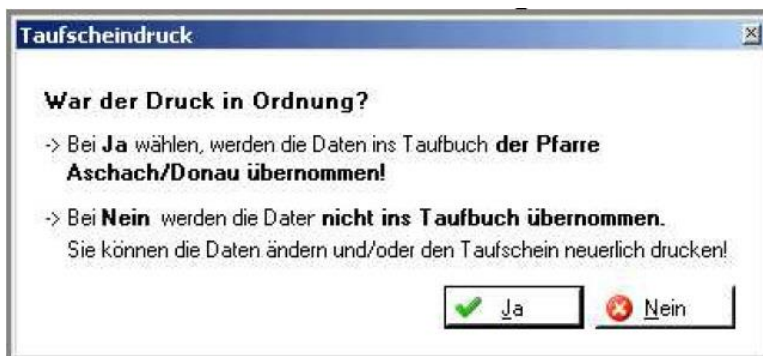 Taufscheindruck
War der Druck in Ordnung?
-> Bei Ja wählen, werden die Daten ins Taufbuch der Pfarre
Aschach/Donau übernommen!
-> Bei Nein werden die Dater nicht ins Taufbuch übernommen.
Sie können die Daten ändern und/oder den Taufschein neuerlich drucken!
Ja Nein